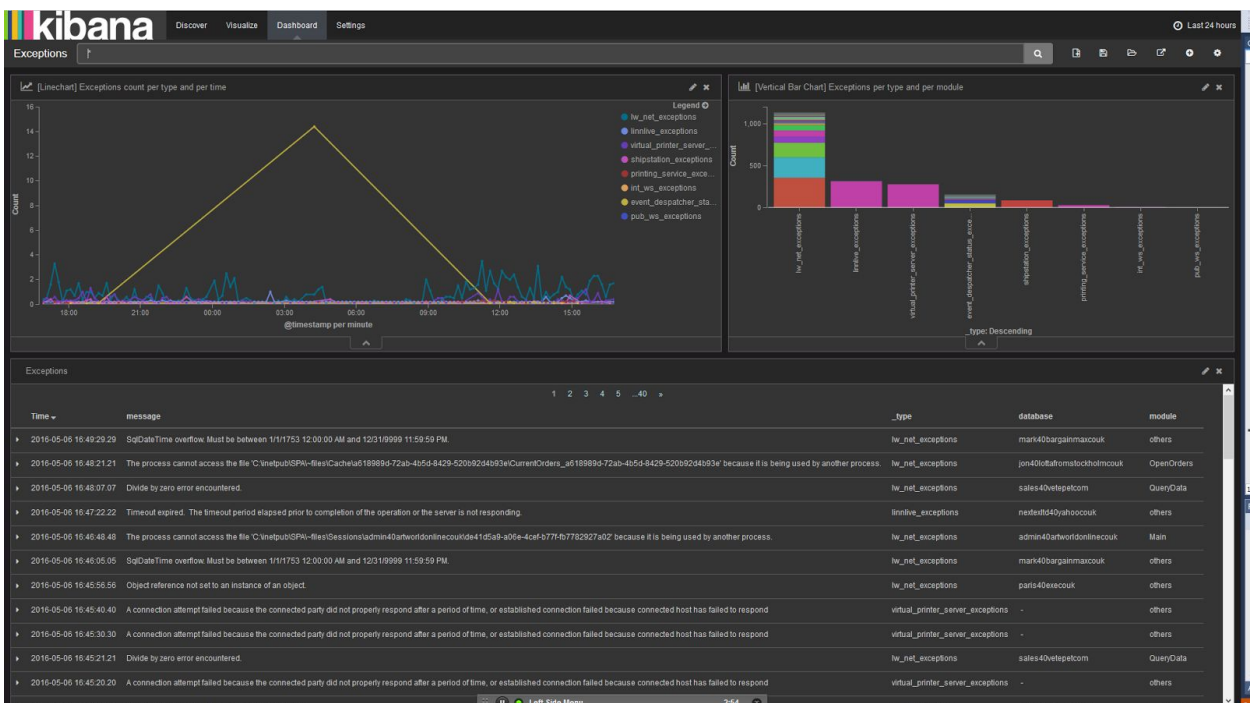 kibana
Discover Visualize Dashboard Settings Last 24 hours
Exceptions *
[Linechart] Exceptions count per type and per time
Legend
16
14
12
10
8
6
4
2
0
Count
18:00 21:00 00:00 03:00 06:00 09:00 12:00 15:00
@timestamp per minute
lw_net_exceptions
linnlive_exceptions
virtual_printer_server_...
shipstation_exceptions
printing_service_exce...
int_ws_exceptions
event_despatcher_sta...
pub_ws_exceptions
[Vertical Bar Chart] Exceptions per type and per module
1,000
500
0
Count
lw_net_exceptions
linnlive_exceptions
virtual_printer_server_exceptions
event_despatcher_status_exce...
shipstation_exceptions
printing_service_exceptions
int_ws_exceptions
pub_ws_exceptions
_type: Descending
Exceptions
1 2 3 4 5 ...40 »
Time message _type database module
2016-05-06 16:49:29.29 SqlDateTime overflow. Must be between 1/1/1753 12:00:00 AM and 12/31/9999 11:59:59 PM. lw_net_exceptions mark40bargainmaxcouk others
2016-05-06 16:48:21.21 The process cannot access the file 'C:\inetpub\SPA\~files\Cache\a618989d-72ab-4b5d-8429-520b92d4b93e\CurrentOrders_a618989d-72ab-4b5d-8429-520b92d4b93e' because it is being used by another process. lw_net_exceptions jon40lottafromstockholmcouk OpenOrders
2016-05-06 16:48:07.07 Divide by zero error encountered. lw_net_exceptions sales40vetepetcom QueryData
2016-05-06 16:47:22.22 Timeout expired. The timeout period elapsed prior to completion of the operation or the server is not responding. linnlive_exceptions nextexltd40yahoocouk others
2016-05-06 16:46:48.48 The process cannot access the file 'C:\inetpub\SPA\~files\Sessions\admin40artworldonlinecouk\de41d5a9-a06e-4cef-b77f-fb7782927a02' because it is being used by another process. lw_net_exceptions admin40artworldonlinecouk Main
2016-05-06 16:46:05.05 SqlDateTime overflow. Must be between 1/1/1753 12:00:00 AM and 12/31/9999 11:59:59 PM. lw_net_exceptions mark40bargainmaxcouk others
2016-05-06 16:45:56.56 Object reference not set to an instance of an object. lw_net_exceptions paris40execouk others
2016-05-06 16:45:40.40 A connection attempt failed because the connected party did not properly respond after a period of time, or established connection failed because connected host has failed to respond virtual_printer_server_exceptions - others
2016-05-06 16:45:30.30 A connection attempt failed because the connected party did not properly respond after a period of time, or established connection failed because connected host has failed to respond virtual_printer_server_exceptions - others
2016-05-06 16:45:21.21 Divide by zero error encountered. lw_net_exceptions sales40vetepetcom QueryData
2016-05-06 16:45:20.20 A connection attempt failed because the connected party did not properly respond after a period of time, or established connection failed because connected host has failed to respond virtual_printer_server_exceptions - others
Left Side Menu 2:54